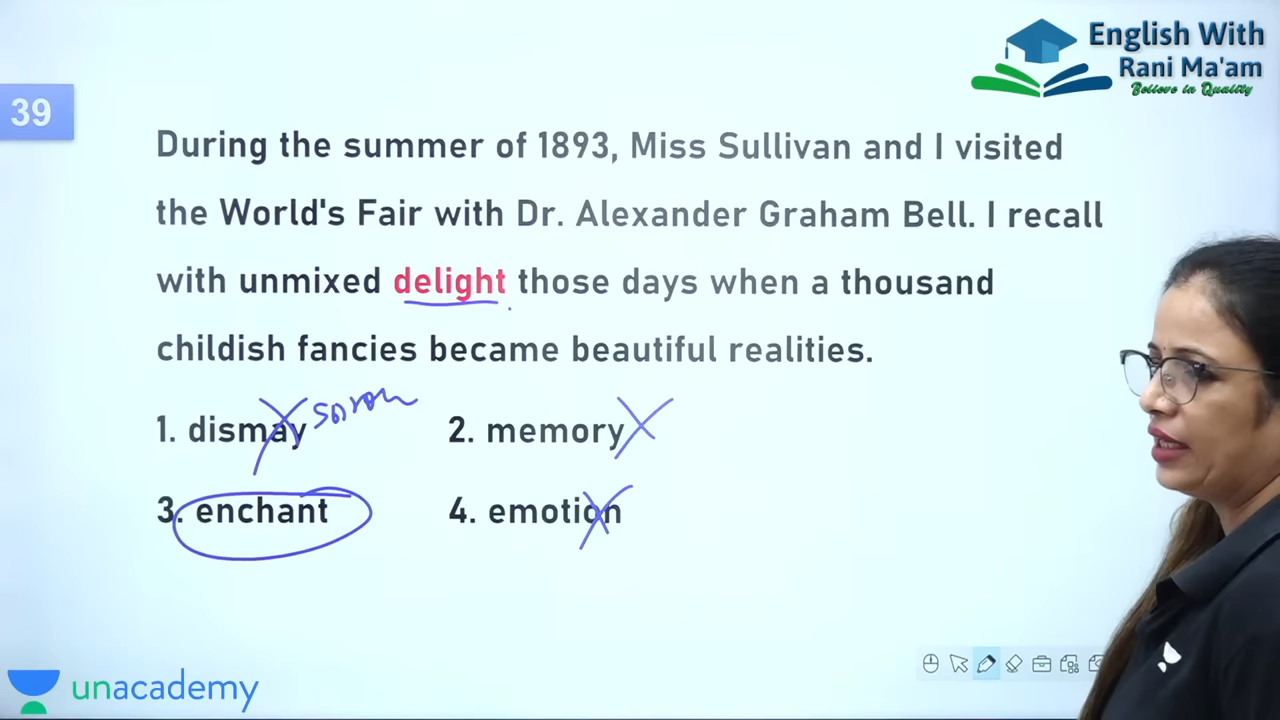 English With
Rani Ma'am
Believe in Quality
39
During the summer of 1893, Miss Sullivan and I visited
the World's Fair with Dr. Alexander Graham Bell. I recall
with unmixed delight those days when a thousand
childish fancies became beautiful realities.
1. dismay 2. memory
3. enchant 4. emotion
unacademy